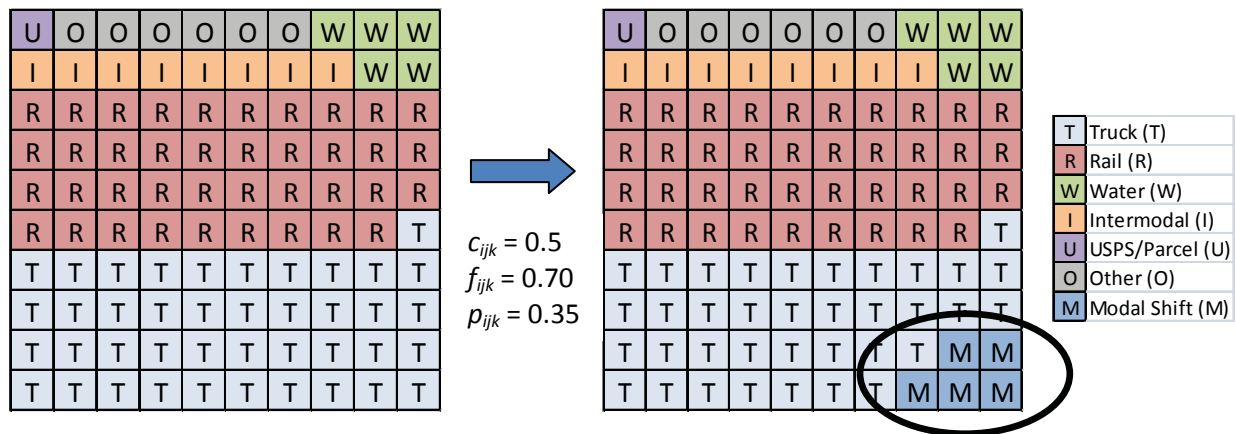 U O O O O O O W W W
I I I I I I I I W W
R R R R R R R R R R
R R R R R R R R R R
R R R R R R R R R R
R R R R R R R R R T
T T T T T T T T T T
T T T T T T T T T T
T T T T T T T T T T
T T T T T T T T T T
cijk = 0.5
fijk = 0.70
pijk = 0.35
U O O O O O O W W W
I I I I I I I I W W
R R R R R R R R R R
R R R R R R R R R R
R R R R R R R R R R
R R R R R R R R R T
T T T T T T T T T T
T T T T T T T T T T
T T T T T T T T M M
T T T T T T T M M M
T Truck (T)
R Rail (R)
W Water (W)
I Intermodal (I)
U USPS/Parcel (U)
O Other (O)
M Modal Shift (M)